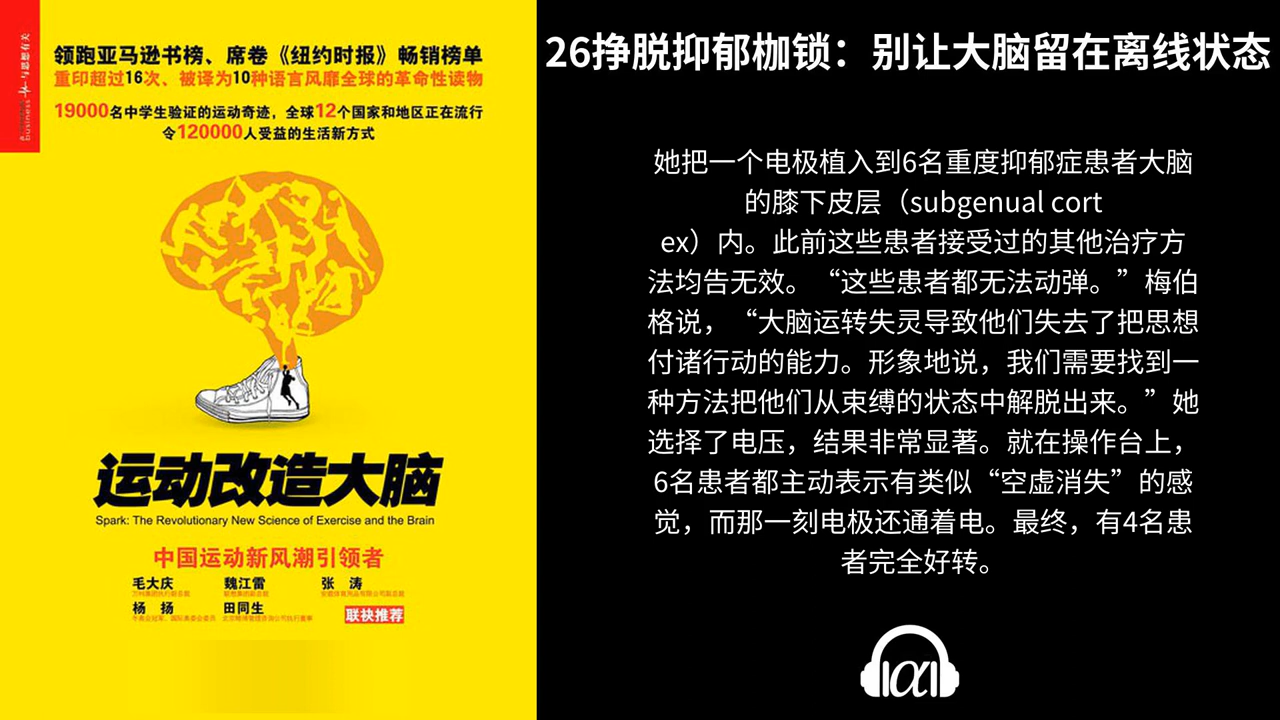 与思想有关
business
领跑亚马逊书榜、席卷《纽约时报》畅销榜单
重印超过16次、被译为10种语言风靡全球的革命性读物
19000名中学生验证的运动奇迹，全球12个国家和地区正在流行
令120000人受益的生活新方式
运动改造大脑
Spark: The Revolutionary New Science of Exercise and the Brain
中国运动新风潮引领者
毛大庆 魏江雷 张 涛
杨 扬 田同生
联袂推荐
26挣脱抑郁枷锁：别让大脑留在离线状态
她把一个电极植入到6名重度抑郁症患者大脑
的膝下皮层（subgenual cort
ex）内。此前这些患者接受过的其他治疗方
法均告无效。“这些患者都无法动弹。”梅伯
格说，“大脑运转失灵导致他们失去了把思想
付诸行动的能力。形象地说，我们需要找到一
种方法把他们从束缚的状态中解脱出来。”她
选择了电压，结果非常显著。就在操作台上，
6名患者都主动表示有类似“空虚消失”的感
觉，而那一刻电极还通着电。最终，有4名患
者完全好转。